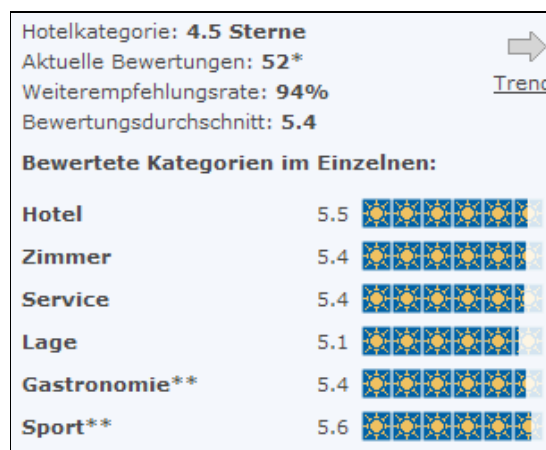 Hotelkategorie: 4.5 Sterne
Aktuelle Bewertungen: 52*
Weiterempfehlungsrate: 94%
Bewertungsdurchschnitt: 5.4
Trend
Bewertete Kategorien im Einzelnen:
Hotel 5.5
Zimmer 5.4
Service 5.4
Lage 5.1
Gastronomie** 5.4
Sport** 5.6